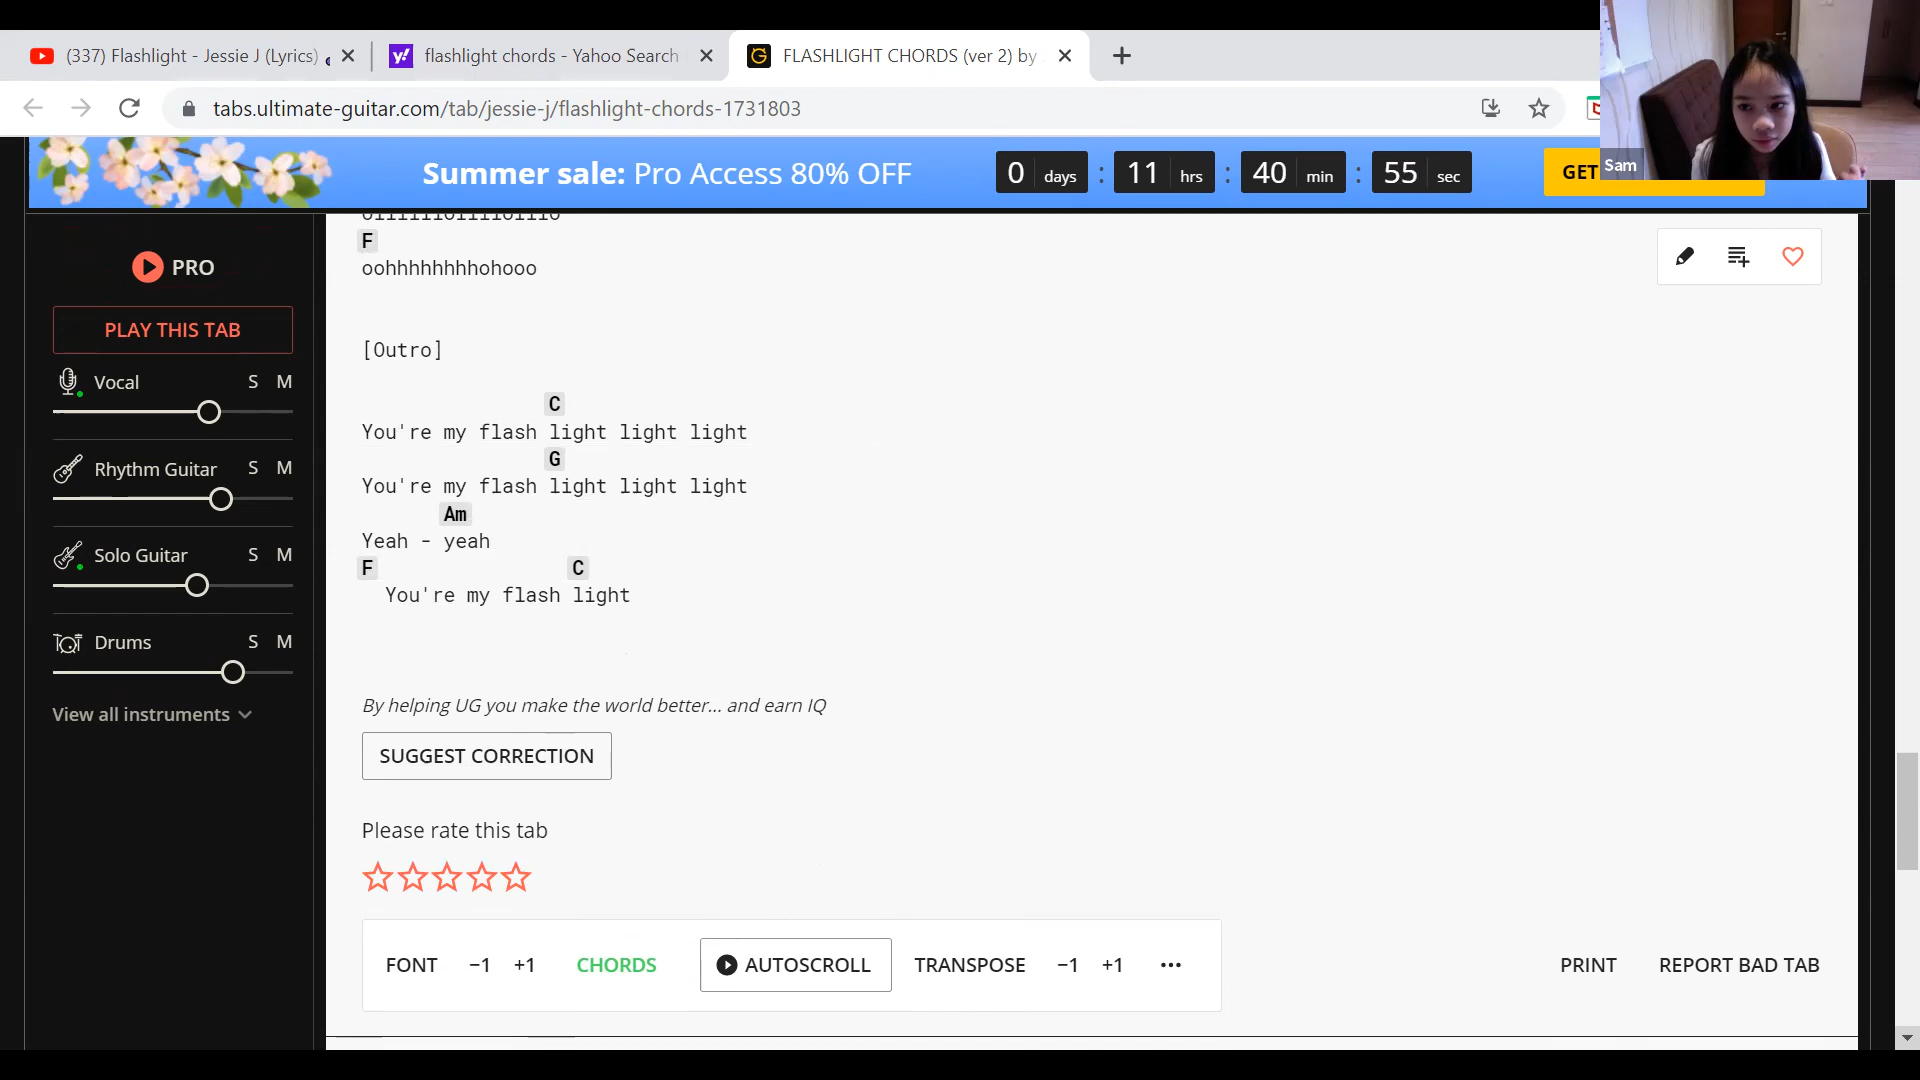 (337) Flashlight - Jessie J (Lyrics)
flashlight chords - Yahoo Search
FLASHLIGHT CHORDS (ver 2) by
tabs.ultimate-guitar.com/tab/jessie-j/flashlight-chords-1731803
Sam
Summer sale: Pro Access 80% OFF
0 days : 11 hrs : 40 min : 55 sec
GET
F
oohhhhhhhhohooo
[Outro]
C
You're my flash light light light
G
You're my flash light light light
Am
Yeah - yeah
F C
You're my flash light
By helping UG you make the world better... and earn IQ
SUGGEST CORRECTION
Please rate this tab
FONT −1 +1 CHORDS AUTOSCROLL TRANSPOSE −1 +1 ••• PRINT REPORT BAD TAB
PRO
PLAY THIS TAB
Vocal S M
Rhythm Guitar S M
Solo Guitar S M
Drums S M
View all instruments